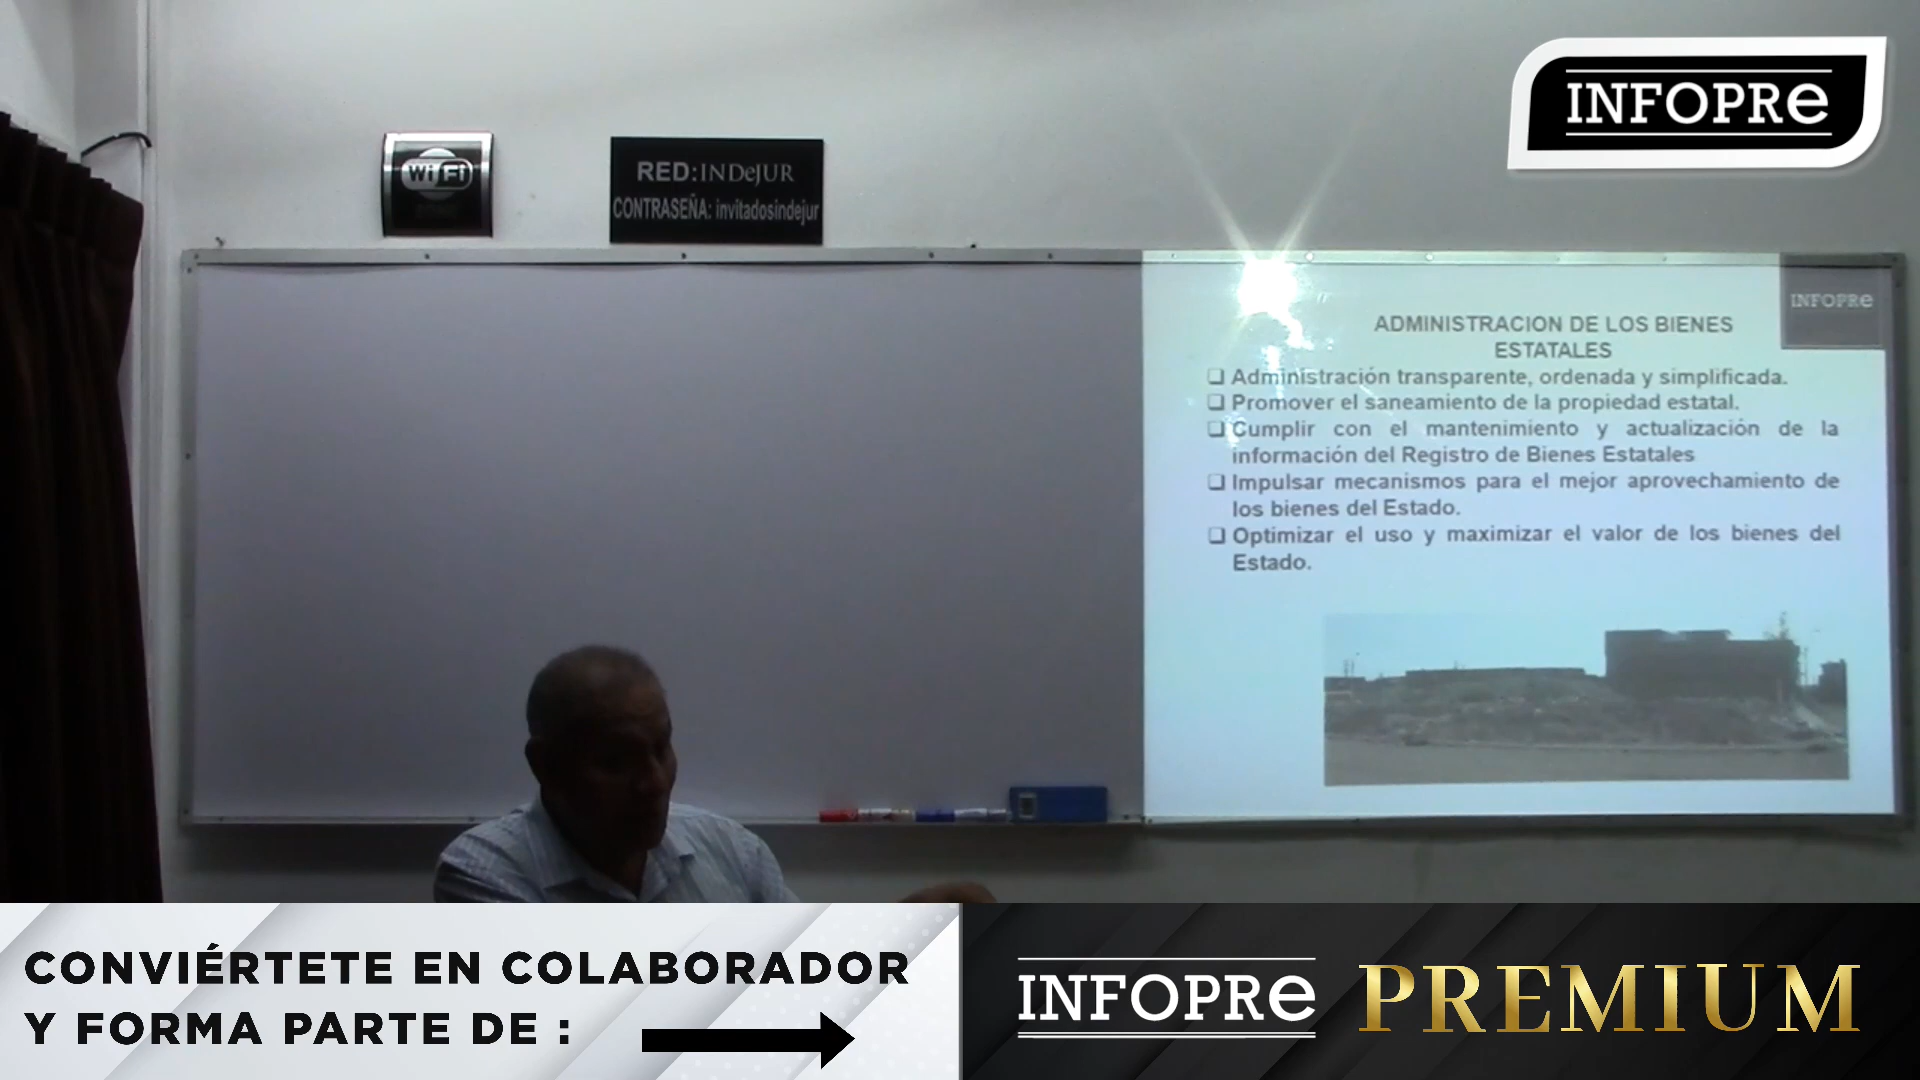 INFOPRe
WiFi
RED:INDeJUR
CONTRASEÑA: invitadosindejur
INFOPRe
ADMINISTRACION DE LOS BIENES
ESTATALES
❑ Administración transparente, ordenada y simplificada.
❑ Promover el saneamiento de la propiedad estatal.
❑ Cumplir con el mantenimiento y actualización de la
información del Registro de Bienes Estatales
❑ Impulsar mecanismos para el mejor aprovechamiento de
los bienes del Estado.
❑ Optimizar el uso y maximizar el valor de los bienes del
Estado.
CONVIÉRTETE EN COLABORADOR
Y FORMA PARTE DE :
INFOPRe PREMIUM